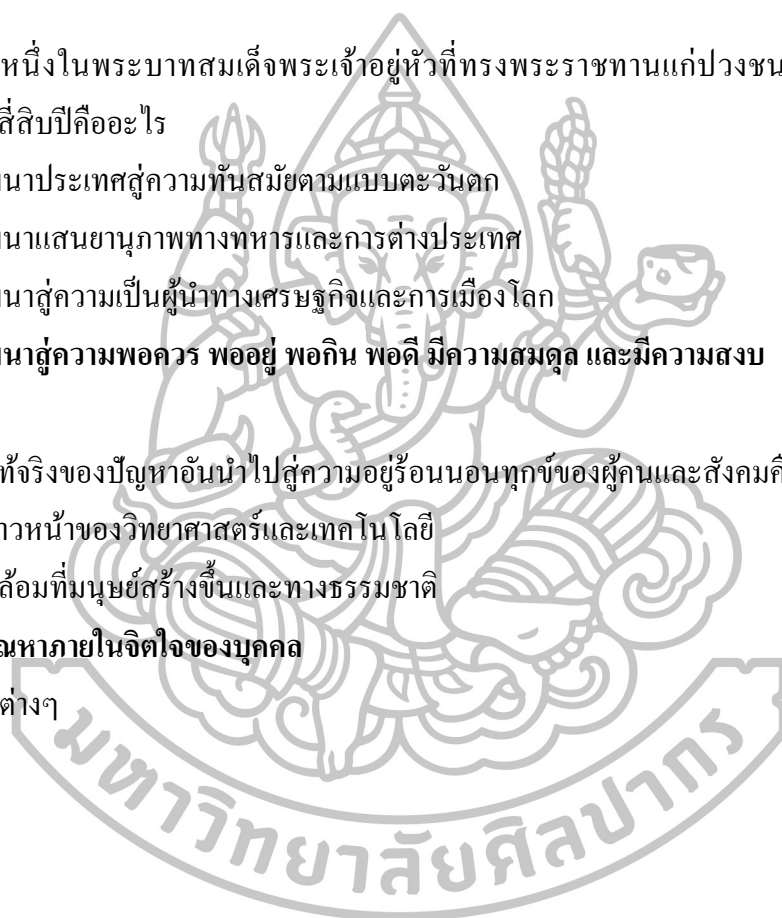 หนึ่งในพระบาทสมเด็จพระเจ้าอยู่หัวที่ทรงพระราชทานแก่ปวงชน
สี่สิบปีคืออะไร
นาประเทศสู่ความทันสมัยตามแบบตะวันตก
นาแสนยานุภาพทางทหารและการต่างประเทศ
นาสู่ความเป็นผู้นำทางเศรษฐกิจและการเมืองโลก
นาสู่ความพอควร พออยู่ พอกิน พอดี มีความสมดุล และมีความสงบ
ท้จริงของปัญหาอันนำไปสู่ความอยู่ร้อนนอนทุกข์ของผู้คนและสังคมคื
าวหน้าของวิทยาศาสตร์และเทคโนโลยี
ล้อมที่มนุษย์สร้างขึ้นและทางธรรมชาติ
ณหาภายในจิตใจของบุคคล
ต่างๆ
มหาวิทยาลัยศิลปากร